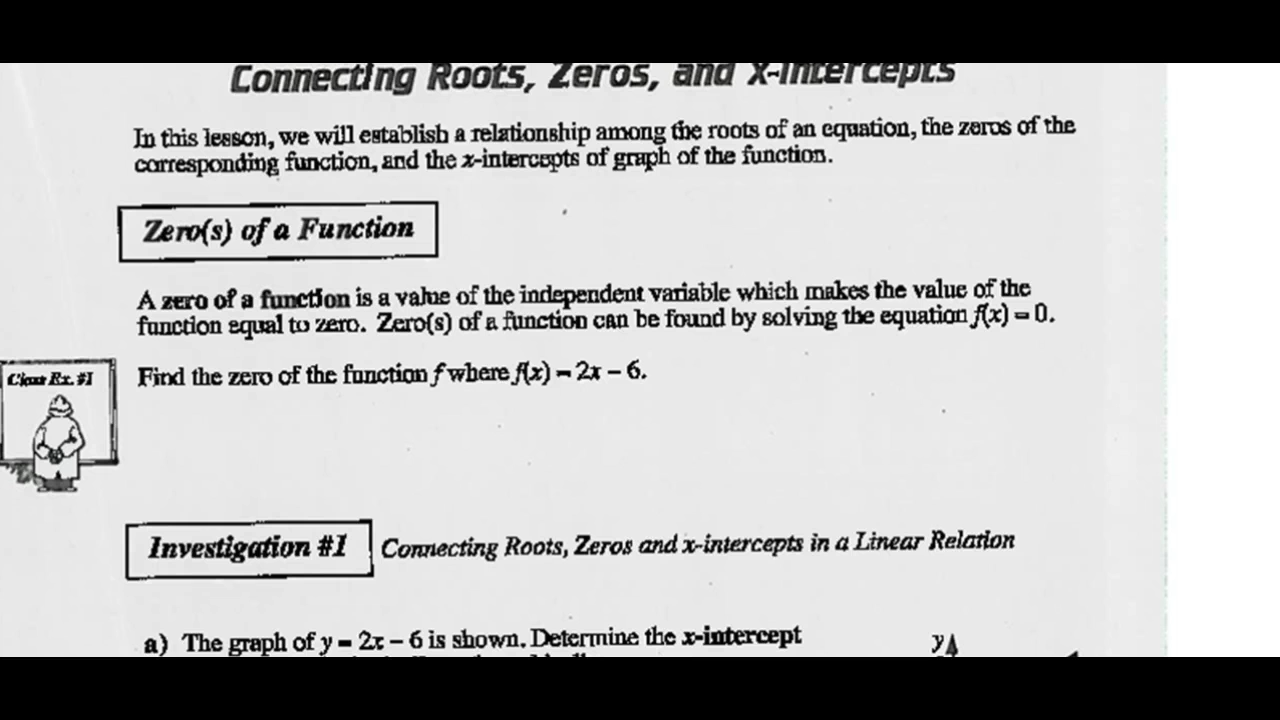 Connecting Roots, Zeros, and x-intercepts
In this lesson, we will establish a relationship among the roots of an equation, the zeros of the
corresponding function, and the x-intercepts of graph of the function.
Zero(s) of a Function
A zero of a function is a value of the independent variable which makes the value of the
function equal to zero. Zero(s) of a function can be found by solving the equation f(x) = 0.
Class Ex. #1
Find the zero of the function f where f(x) = 2x – 6.
Investigation #1
Connecting Roots, Zeros and x-intercepts in a Linear Relation
a) The graph of y = 2x – 6 is shown. Determine the x-intercept
y